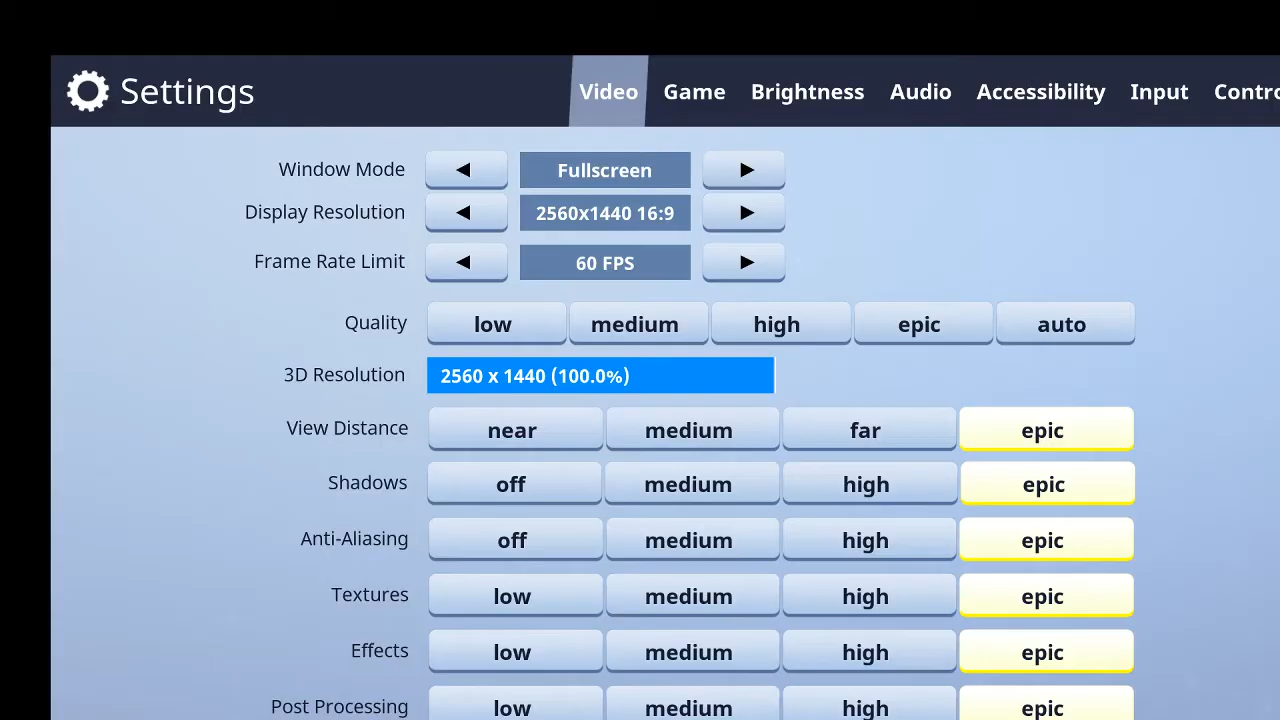 Settings Video Game Brightness Audio Accessibility Input Contro
Window Mode ◄ Fullscreen ►
Display Resolution ◄ 2560x1440 16:9 ►
Frame Rate Limit ◄ 60 FPS ►
Quality low medium high epic auto
3D Resolution 2560 x 1440 (100.0%)
View Distance near medium far epic
Shadows off medium high epic
Anti-Aliasing off medium high epic
Textures low medium high epic
Effects low medium high epic
Post Processing low medium high epic